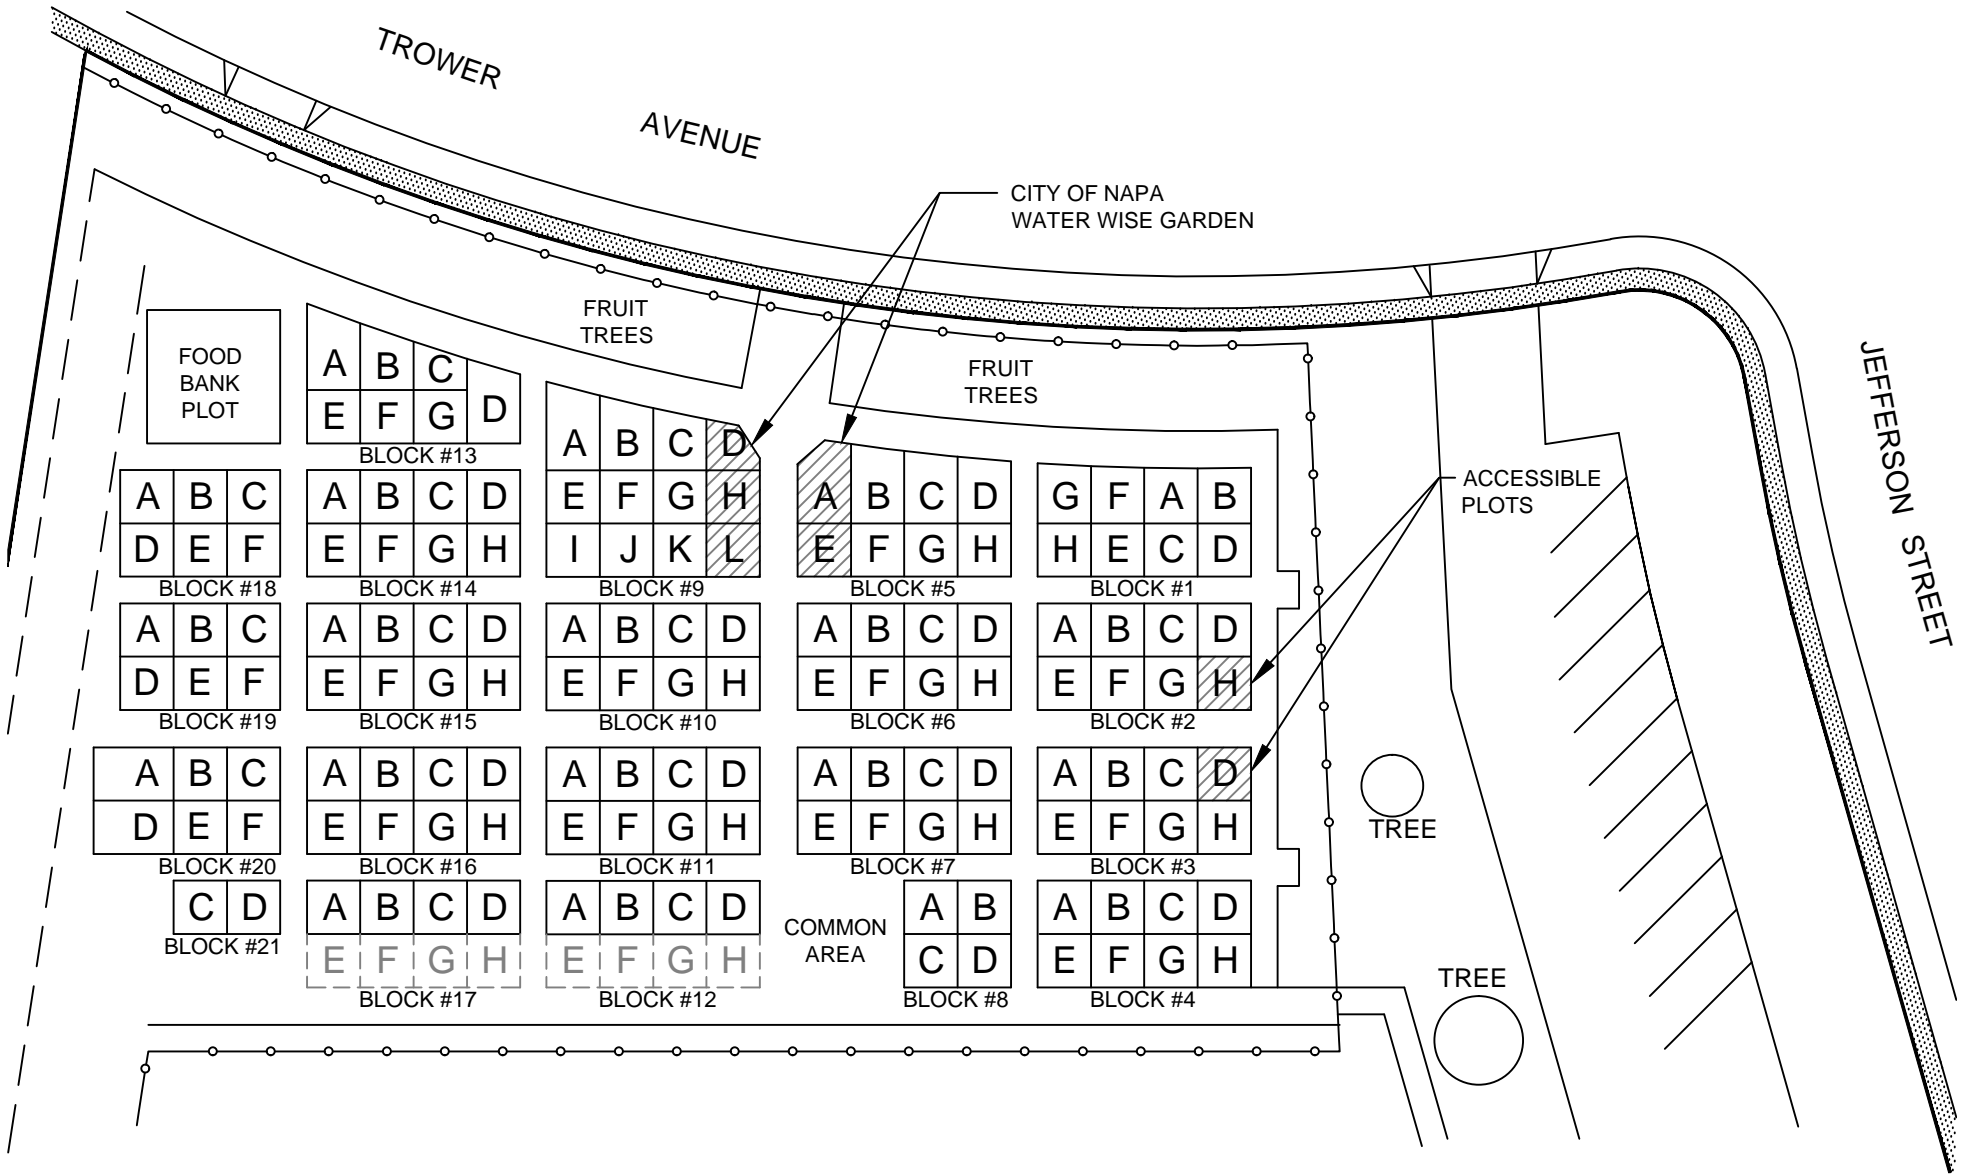 TROWER
AVENUE
CITY OF NAPA
WATER WISE GARDEN
JEFFERSON STREET
FRUIT
TREES
FRUIT
TREES
FOOD
BANK
PLOT
A B C
E F G D
BLOCK #13
A B C D
E F G H
I J K L
BLOCK #9
A B C D
E F G H
BLOCK #5
G F A B
H E C D
BLOCK #1
ACCESSIBLE
PLOTS
A B C
D E F
BLOCK #18
A B C D
E F G H
BLOCK #14
A B C
D E F
BLOCK #19
A B C D
E F G H
BLOCK #15
A B C D
E F G H
BLOCK #10
A B C D
E F G H
BLOCK #6
A B C D
E F G H
BLOCK #2
A B C
D E F
BLOCK #20
A B C D
E F G H
BLOCK #16
A B C D
E F G H
BLOCK #11
A B C D
E F G H
BLOCK #7
A B C D
E F G H
BLOCK #3
TREE
C D
BLOCK #21
A B C D
E F G H
BLOCK #17
A B C D
E F G H
BLOCK #12
COMMON
AREA
A B
C D
BLOCK #8
A B C D
E F G H
BLOCK #4
TREE